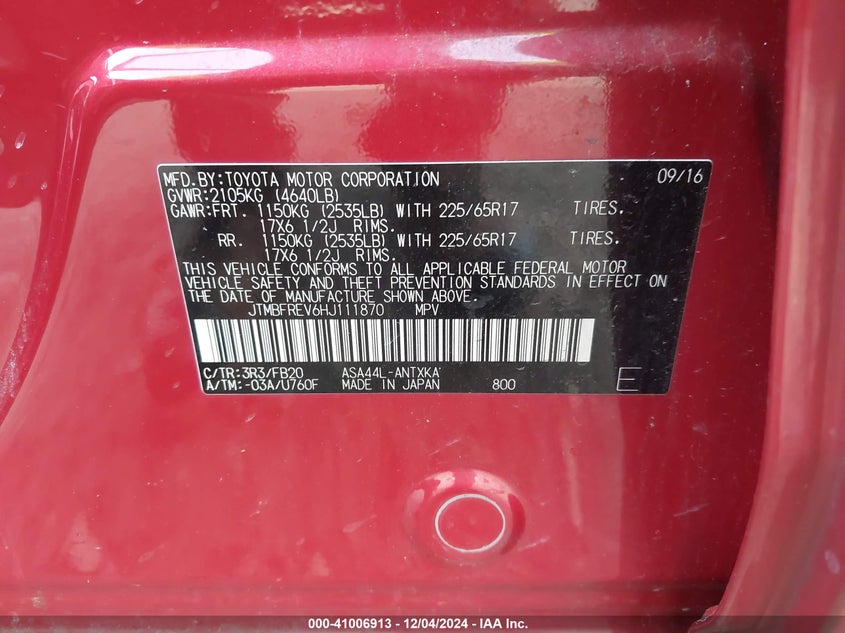 MFD.BY:TOYOTA MOTOR CORPORATION 09/16
GVWR:2105KG (4640LB)
GAWR:FRT. 1150KG (2535LB) WITH 225/65R17 TIRES.
17X6 1/2J RIMS.
RR. 1150KG (2535LB) WITH 225/65R17 TIRES.
17X6 1/2J RIMS.
THIS VEHICLE CONFORMS TO ALL APPLICABLE FEDERAL MOTOR
VEHICLE SAFETY AND THEFT PREVENTION STANDARDS IN EFFECT ON
THE DATE OF MANUFACTURE SHOWN ABOVE.
JTMBFREV6HJ111870 MPV
C/TR:3R3/FB20 ASA44L-ANTXKA
A/TM:-03A/U760F MADE IN JAPAN 800 E
000-41006913 - 12/04/2024 - IAA Inc.